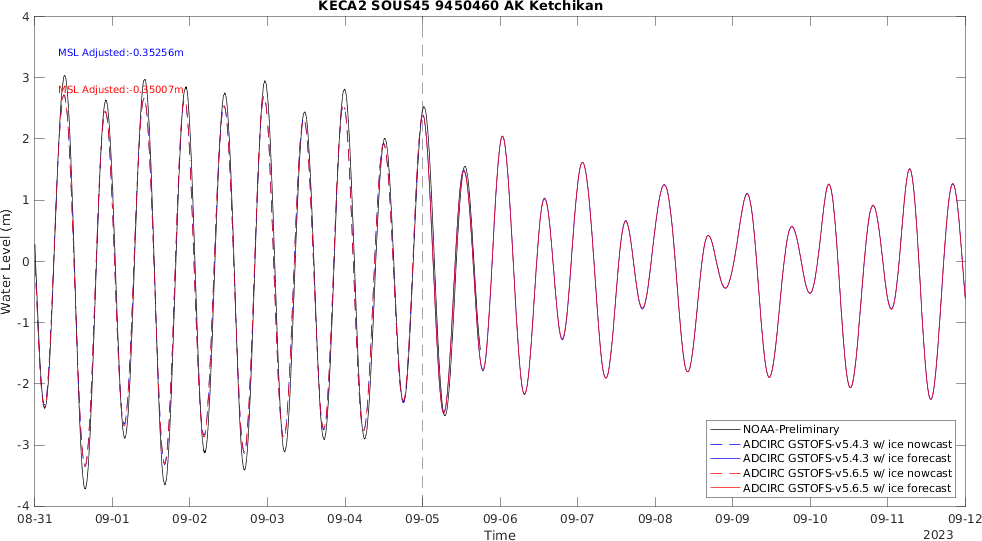 KECA2 SOUS45 9450460 AK Ketchikan
MSL Adjusted:-0.35256m
MSL Adjusted:-0.35007m
Water Level (m)
4
3
2
1
0
-1
-2
-3
-4
NOAA-Preliminary
ADCIRC GSTOFS-v5.4.3 w/ ice nowcast
ADCIRC GSTOFS-v5.4.3 w/ ice forecast
ADCIRC GSTOFS-v5.6.5 w/ ice nowcast
ADCIRC GSTOFS-v5.6.5 w/ ice forecast
08-31 09-01 09-02 09-03 09-04 09-05 09-06 09-07 09-08 09-09 09-10 09-11 09-12
Time
2023